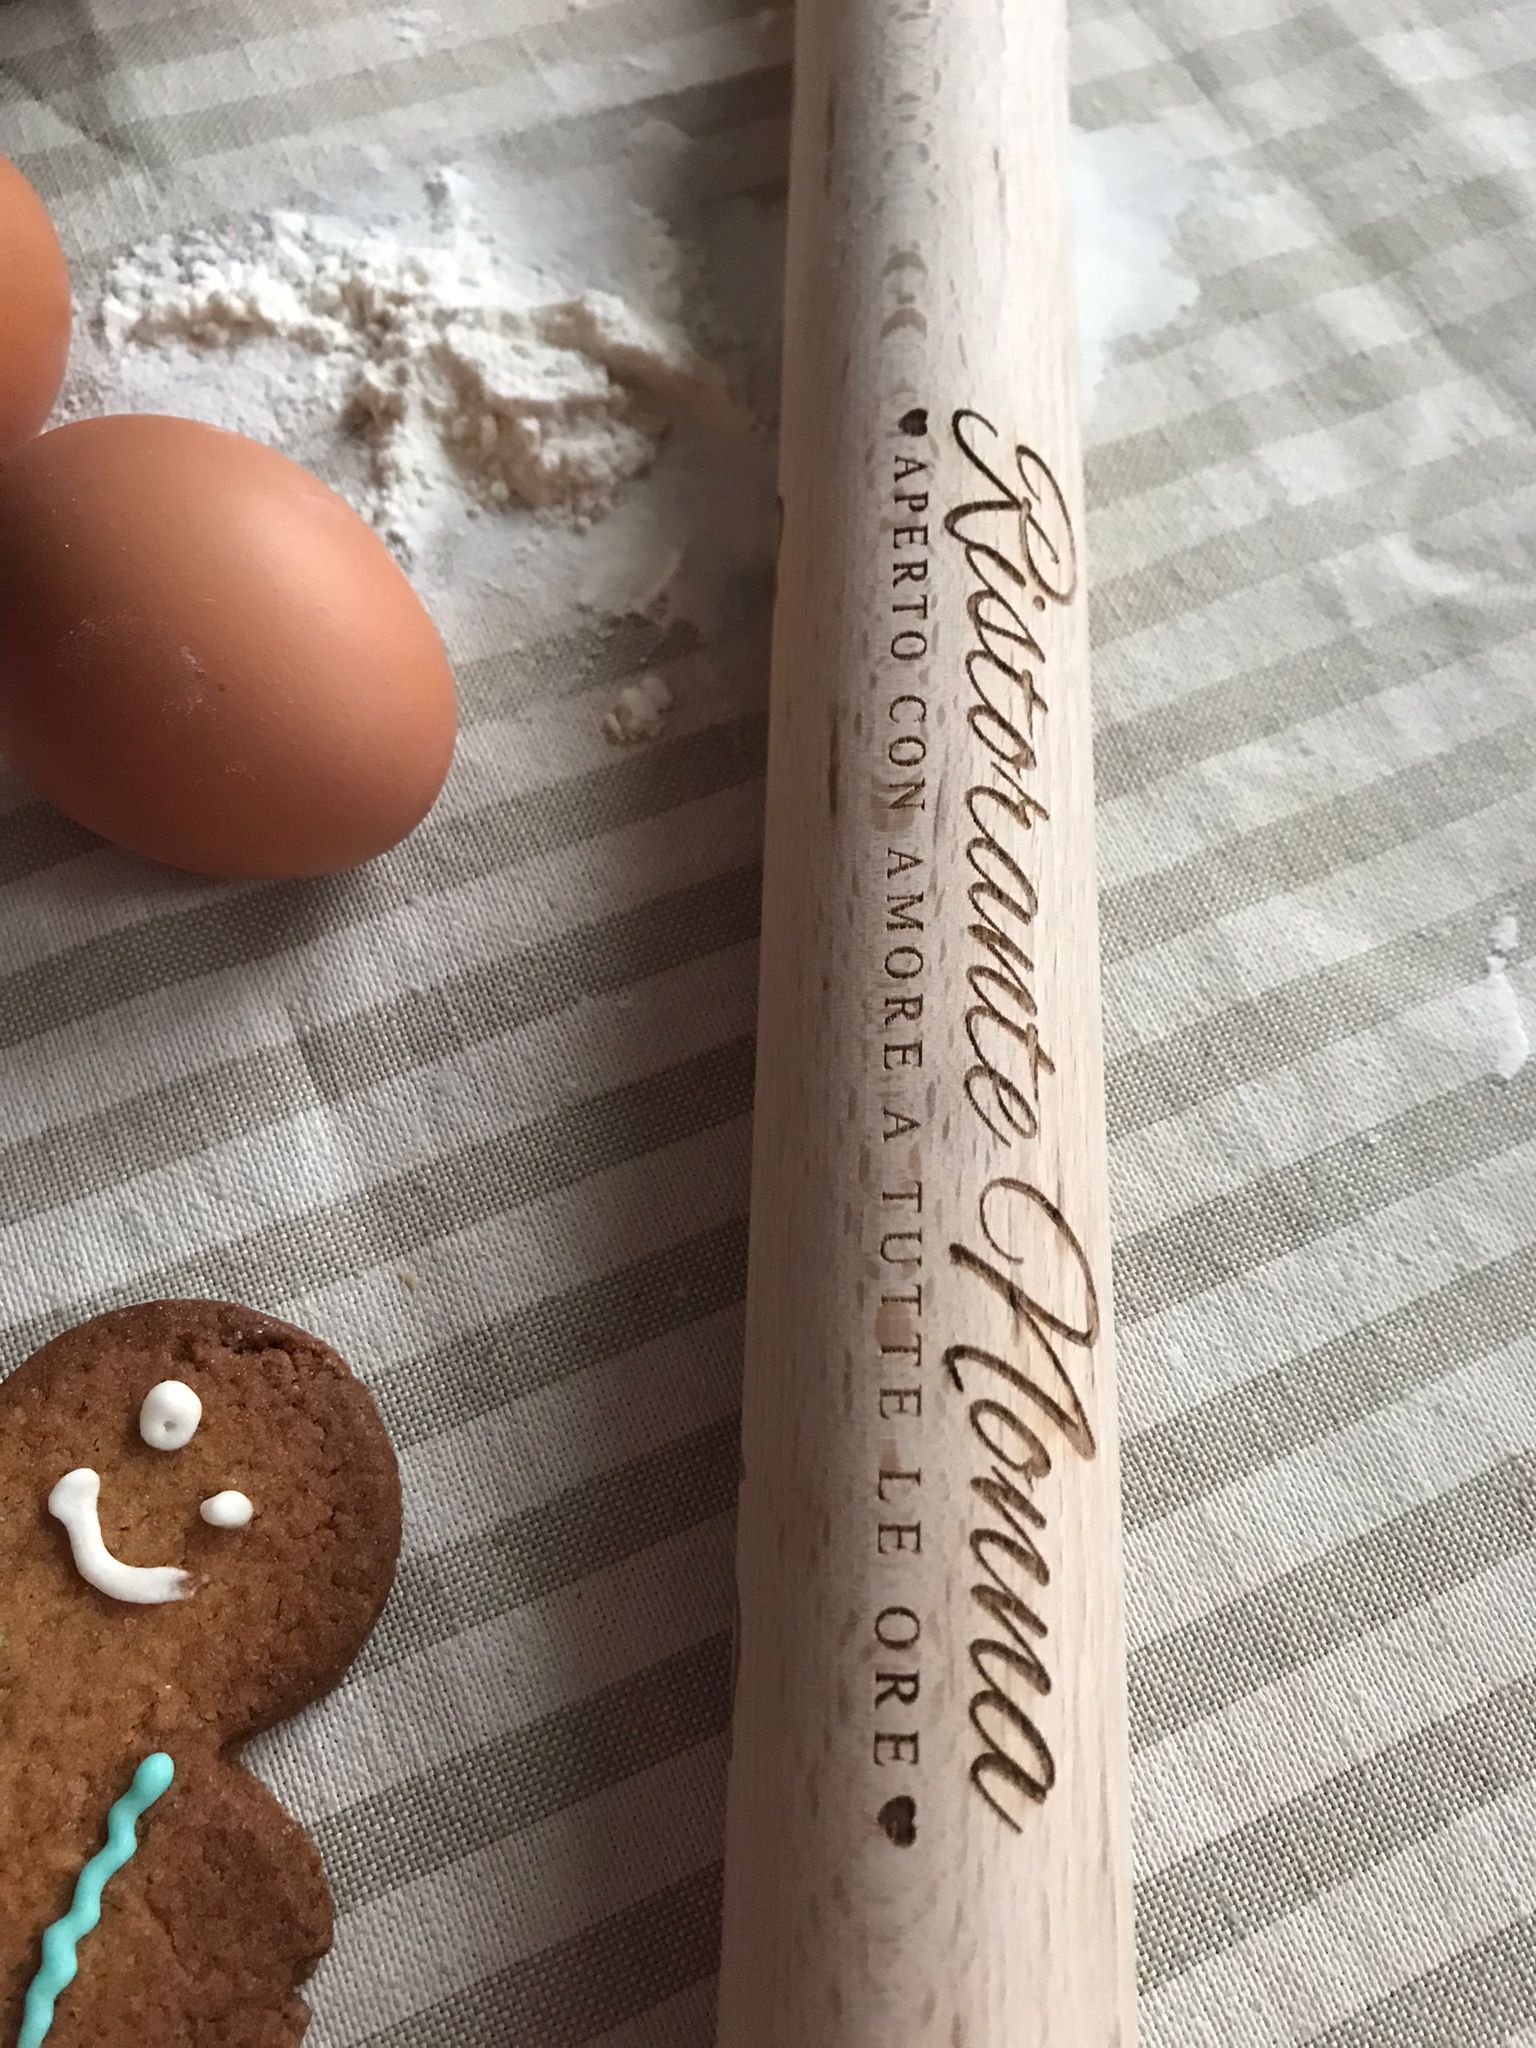 Ristorante Nonna
♥ APERTO CON AMORE A TUTTE LE ORE ♥